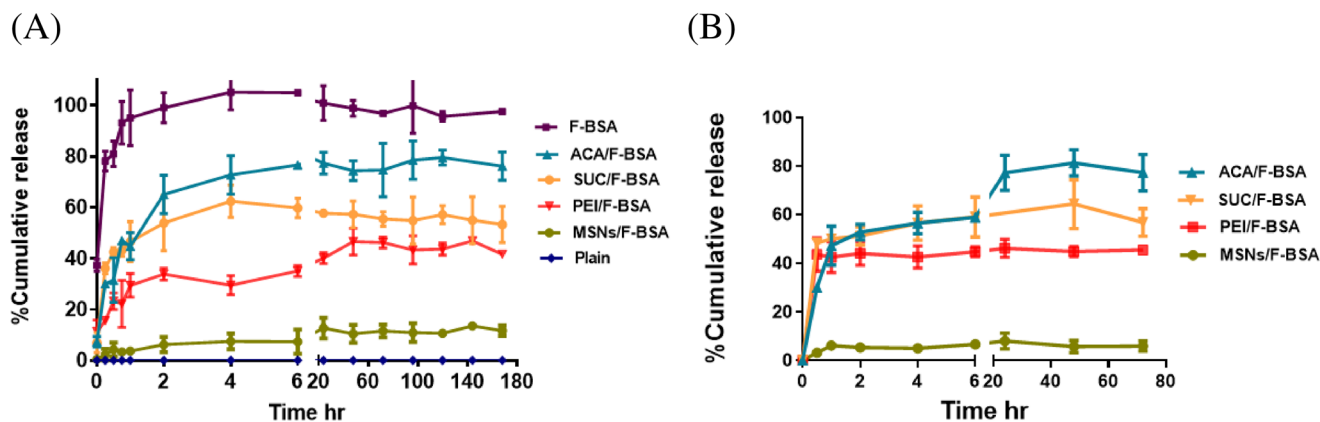 (A)
%Cumulative release
100
80
60
40
20
0
0 2 4 6 20 60 100 140 180
Time hr
F-BSA
ACA/F-BSA
SUC/F-BSA
PEI/F-BSA
MSNs/F-BSA
Plain
(B)
%Cumulative release
100
80
60
40
20
0
0 2 4 6 20 40 60 80
Time hr
ACA/F-BSA
SUC/F-BSA
PEI/F-BSA
MSNs/F-BSA